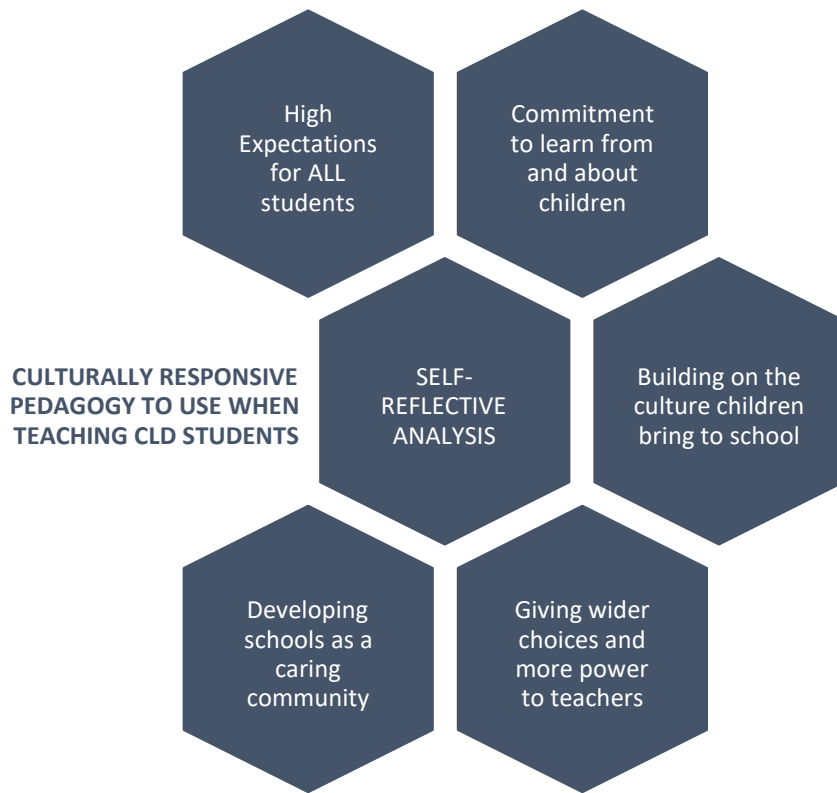 High
Expectations
for ALL
students
Commitment
to learn from
and about
children
CULTURALLY RESPONSIVE
PEDAGOGY TO USE WHEN
TEACHING CLD STUDENTS
SELF-
REFLECTIVE
ANALYSIS
Building on the
culture children
bring to school
Developing
schools as a
caring
community
Giving wider
choices and
more power
to teachers